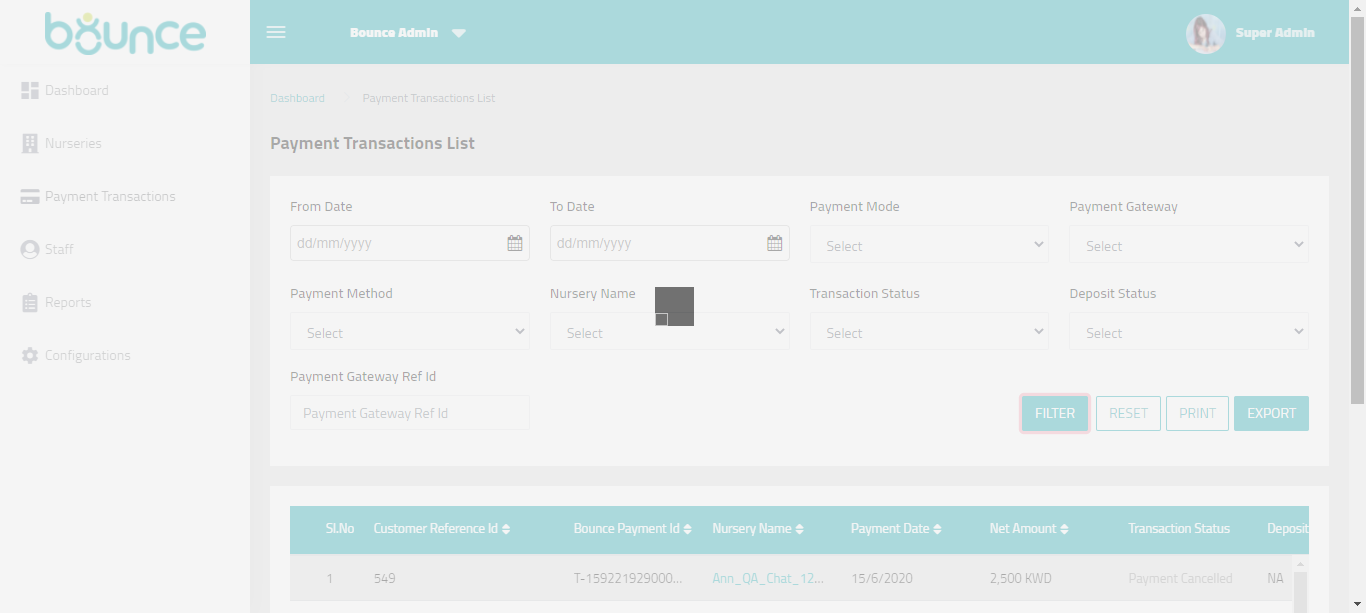 bounce
Bounce Admin
Super Admin
Dashboard
Nurseries
Payment Transactions
Staff
Reports
Configurations
Dashboard
Payment Transactions List
Payment Transactions List
From Date
To Date
Payment Mode
Payment Gateway
dd/mm/yyyy
dd/mm/yyyy
Select
Select
Payment Method
Nursery Name
Transaction Status
Deposit Status
Select
Select
Select
Select
Payment Gateway Ref Id
Payment Gateway Ref Id
FILTER
RESET
PRINT
EXPORT
Sl.No
Customer Reference Id
Bounce Payment Id
Nursery Name
Payment Date
Net Amount
Transaction Status
Deposit
1
549
T-159221929000...
Ann_QA_Chat_12...
15/6/2020
2,500 KWD
Payment Cancelled
NA